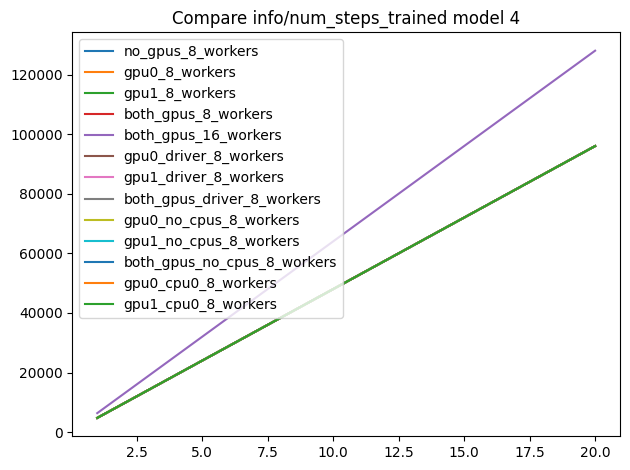 Compare info/num_steps_trained model 4
no_gpus_8_workers
gpu0_8_workers
gpu1_8_workers
both_gpus_8_workers
both_gpus_16_workers
gpu0_driver_8_workers
gpu1_driver_8_workers
both_gpus_driver_8_workers
gpu0_no_cpus_8_workers
gpu1_no_cpus_8_workers
both_gpus_no_cpus_8_workers
gpu0_cpu0_8_workers
gpu1_cpu0_8_workers
120000
100000
80000
60000
40000
20000
0
2.5 5.0 7.5 10.0 12.5 15.0 17.5 20.0